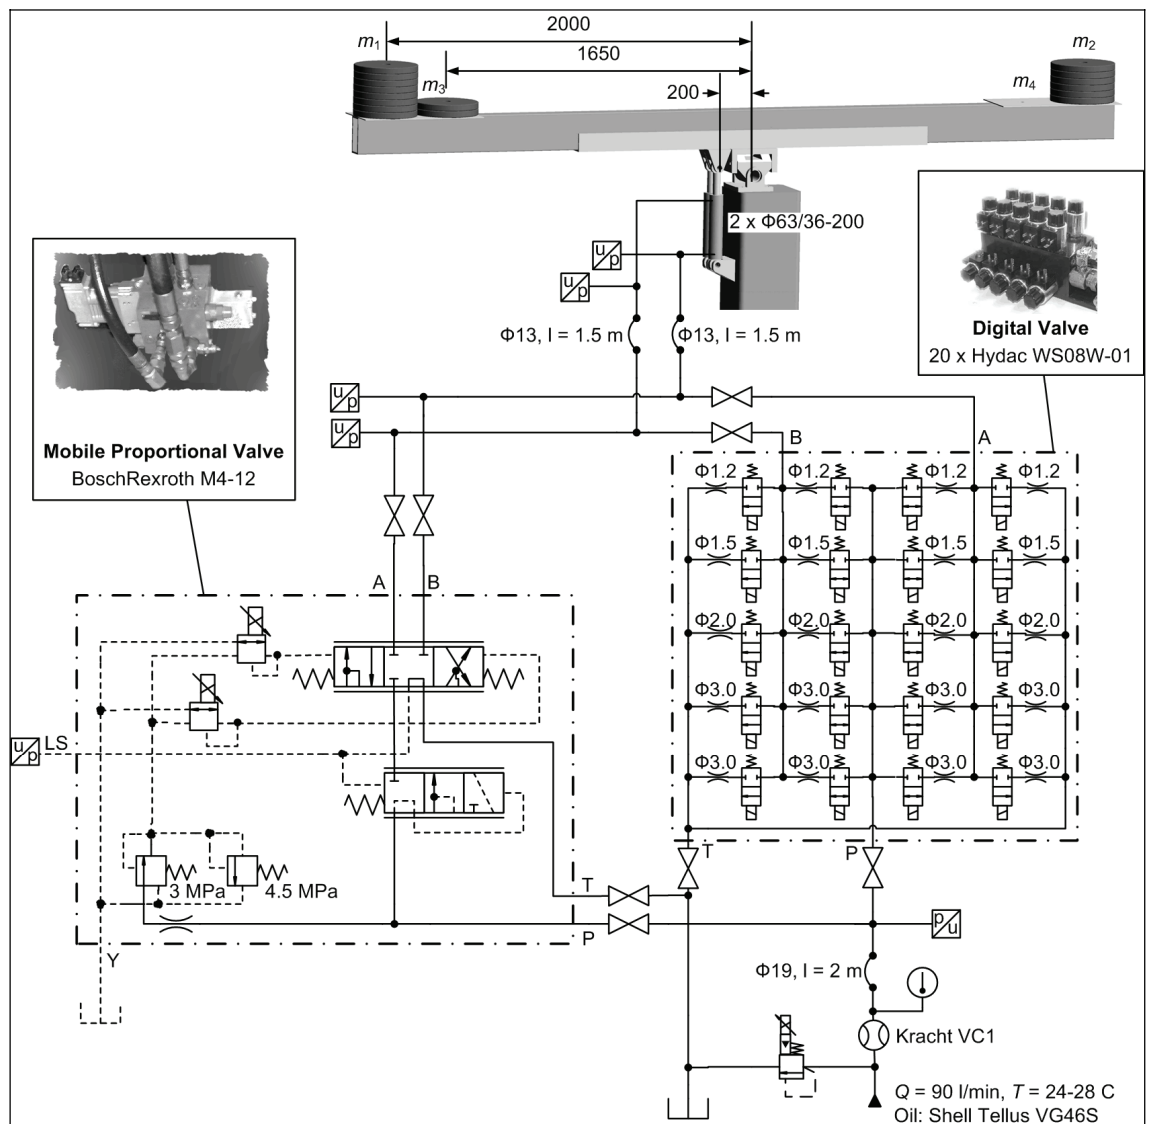 2000
m1
1650
m3
200
m4
m2
2 x Φ63/36-200
u
p
u
p
Φ13, l = 1.5 m
Φ13, l = 1.5 m
Digital Valve
20 x Hydac WS08W-01
Mobile Proportional Valve
BoschRexroth M4-12
u
p
u
p
B
A
Φ1.2
Φ1.2
Φ1.2
Φ1.2
Φ1.5
Φ1.5
Φ1.5
Φ1.5
Φ2.0
Φ2.0
Φ2.0
Φ2.0
Φ3.0
Φ3.0
Φ3.0
Φ3.0
Φ3.0
Φ3.0
Φ3.0
Φ3.0
A
B
u
p
LS
3 MPa
4.5 MPa
T
P
T
P
Y
p
u
Φ19, l = 2 m
Kracht VC1
Q = 90 l/min, T = 24-28 C
Oil: Shell Tellus VG46S